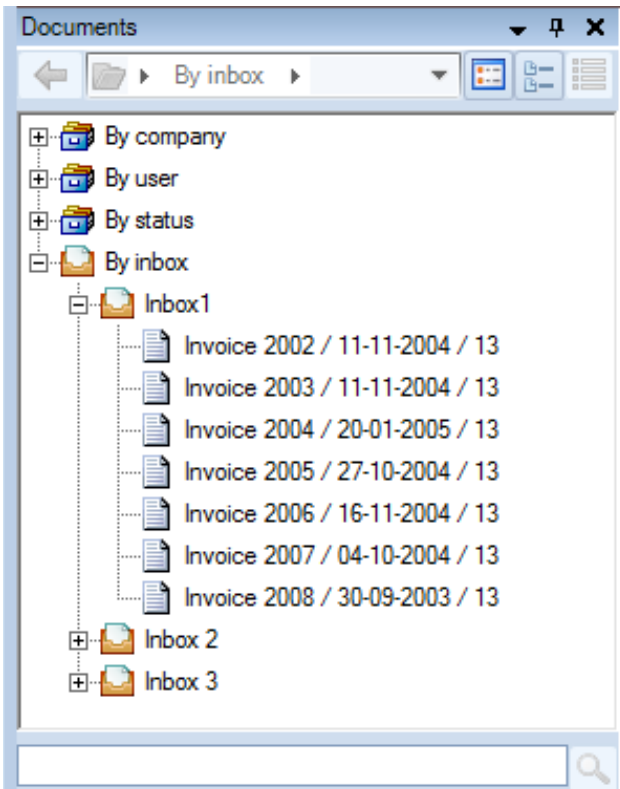 Documents
By inbox
By company
By user
By status
By inbox
Inbox1
Invoice 2002 / 11-11-2004 / 13
Invoice 2003 / 11-11-2004 / 13
Invoice 2004 / 20-01-2005 / 13
Invoice 2005 / 27-10-2004 / 13
Invoice 2006 / 16-11-2004 / 13
Invoice 2007 / 04-10-2004 / 13
Invoice 2008 / 30-09-2003 / 13
Inbox 2
Inbox 3